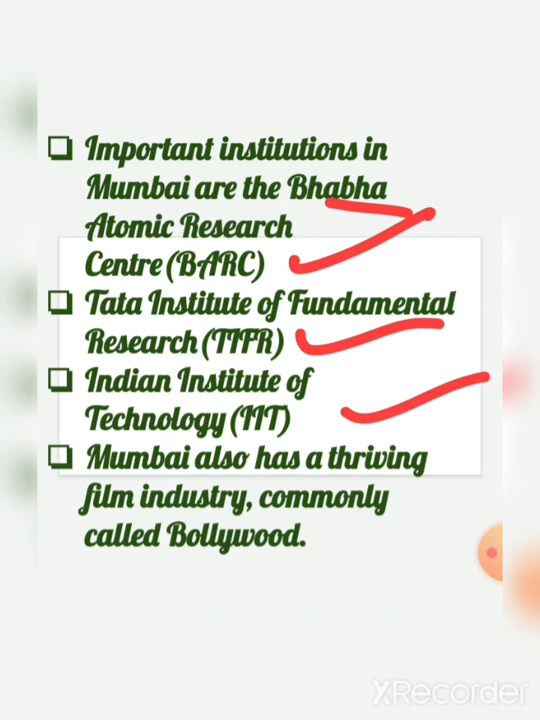 ❑ Important institutions in
Mumbai are the Bhabha
Atomic Research
Centre(BARC)
❑ Tata Institute of Fundamental
Research(TIFR)
❑ Indian Institute of
Technology(IIT)
❑ Mumbai also has a thriving
film industry, commonly
called Bollywood.
XRecorder